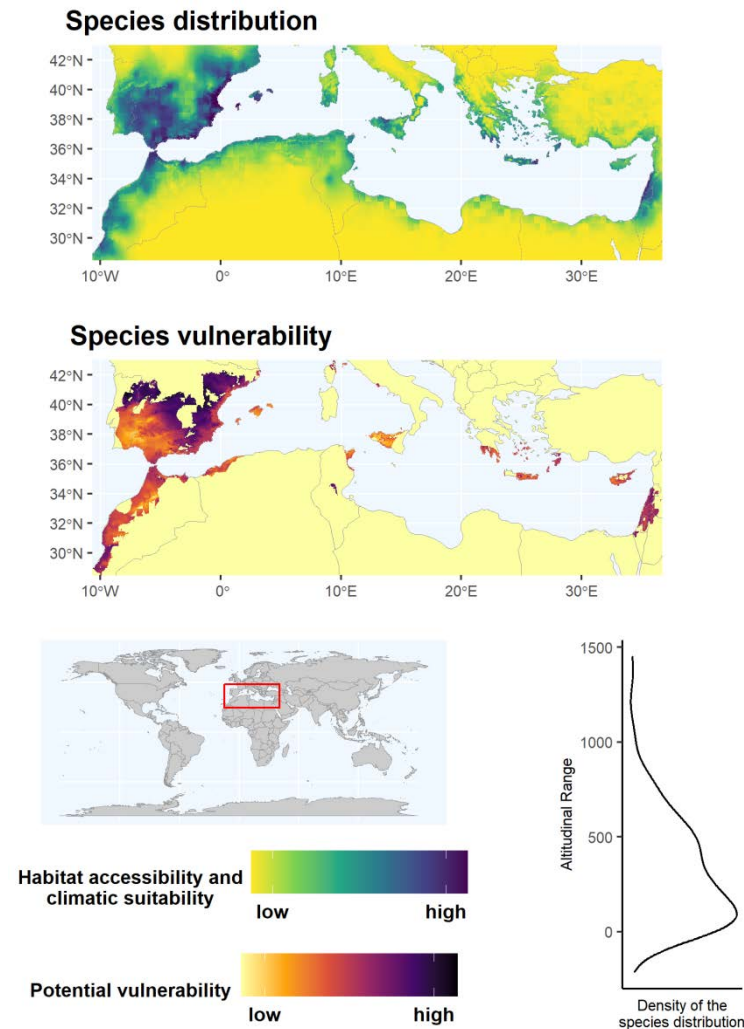 Species distribution
42°N
40°N
38°N
36°N
34°N
32°N
30°N
10°W 0° 10°E 20°E 30°E
Species vulnerability
42°N
40°N
38°N
36°N
34°N
32°N
30°N
10°W 0° 10°E 20°E 30°E
Habitat accessibility and
climatic suitability
low high
Potential vulnerability
low high
1500
1000
500
0
Altitudinal Range
Density of the
species distribution